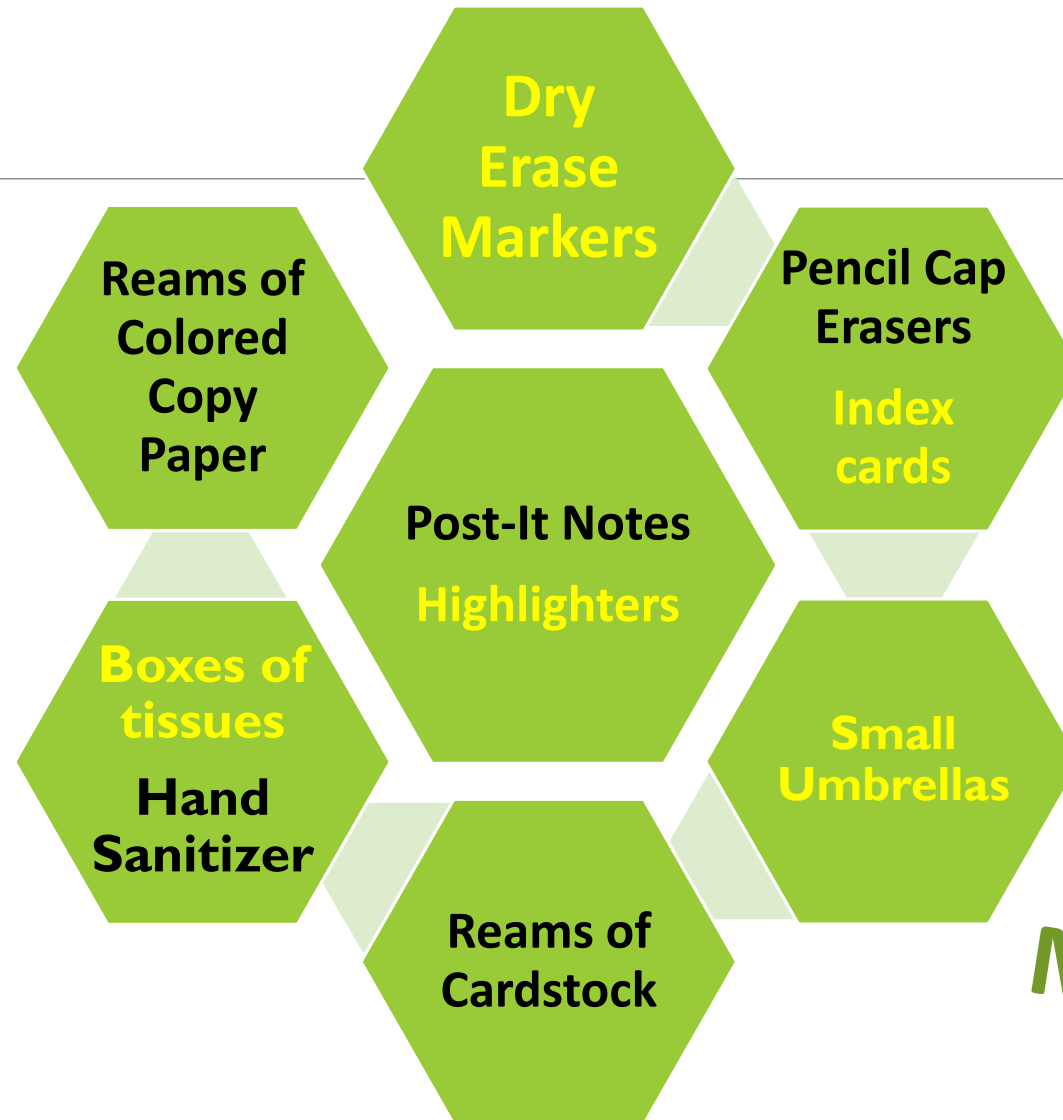 Dry
Erase
Markers
Pencil Cap
Erasers
Index
cards
Reams of
Colored
Copy
Paper
Post-It Notes
Highlighters
Boxes of
tissues
Hand
Sanitizer
Small
Umbrellas
Reams of
Cardstock